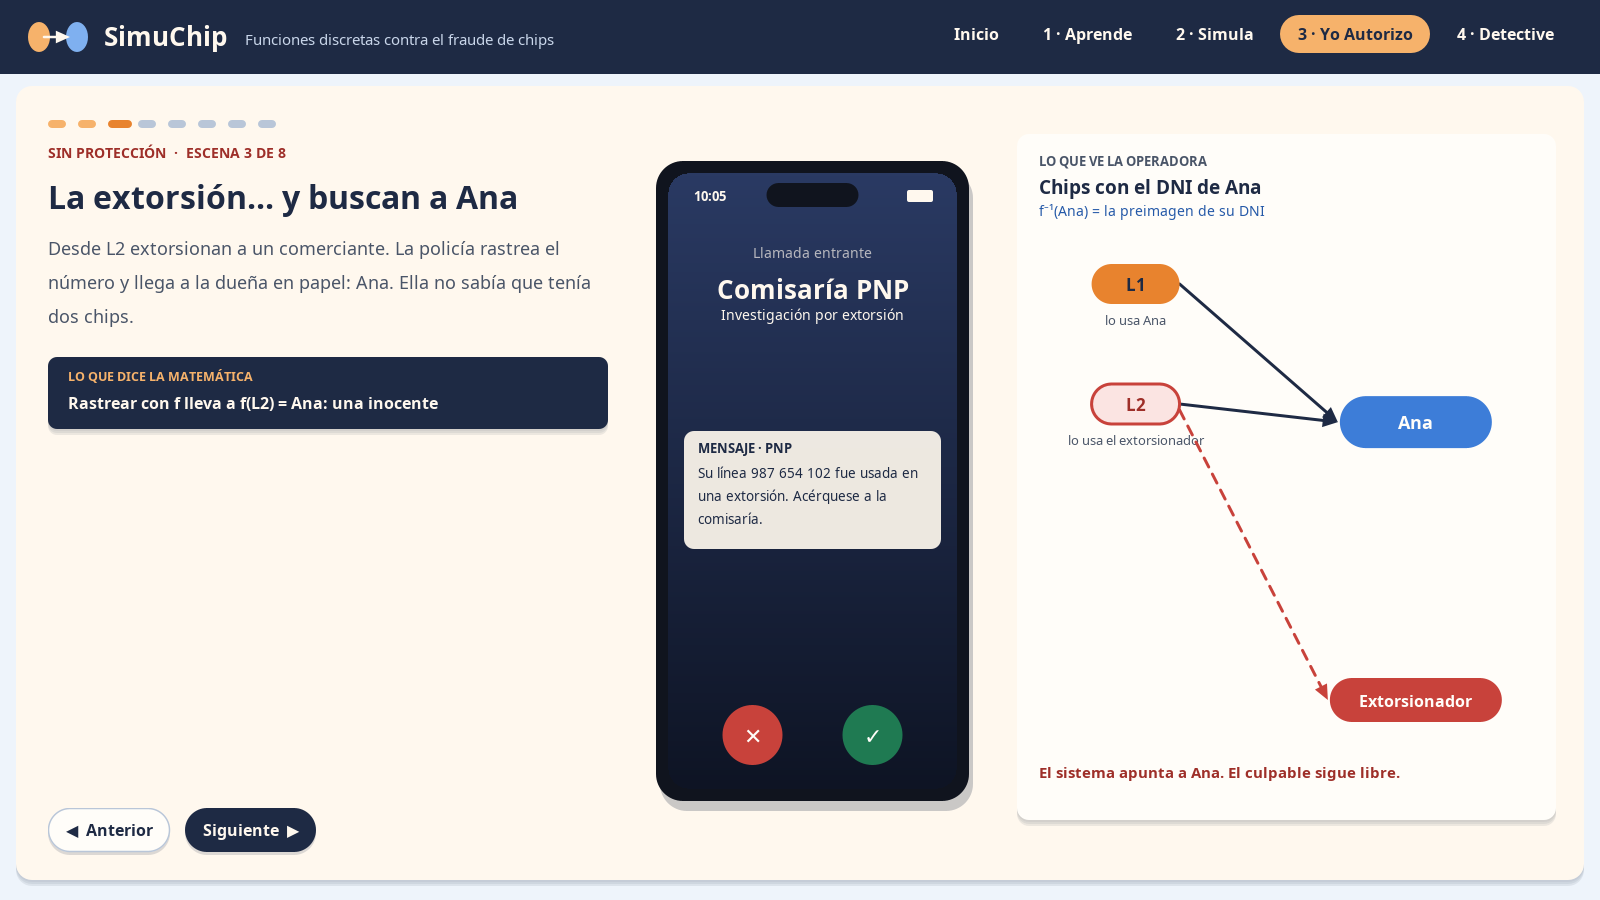 SimuChip
Funciones discretas contra el fraude de chips
Inicio
1 · Aprende
2 · Simula
3 · Yo Autorizo
4 · Detective
SIN PROTECCIÓN · ESCENA 3 DE 8
La extorsión... y buscan a Ana
Desde L2 extorsionan a un comerciante. La policía rastrea el
número y llega a la dueña en papel: Ana. Ella no sabía que tenía
dos chips.
LO QUE DICE LA MATEMÁTICA
Rastrear con f lleva a f(L2) = Ana: una inocente
◀ Anterior
Siguiente ▶
10:05
Llamada entrante
Comisaría PNP
Investigación por extorsión
MENSAJE · PNP
Su línea 987 654 102 fue usada en
una extorsión. Acérquese a la
comisaría.
✕
✓
LO QUE VE LA OPERADORA
Chips con el DNI de Ana
f⁻¹(Ana) = la preimagen de su DNI
L1
lo usa Ana
L2
lo usa el extorsionador
Ana
Extorsionador
El sistema apunta a Ana. El culpable sigue libre.